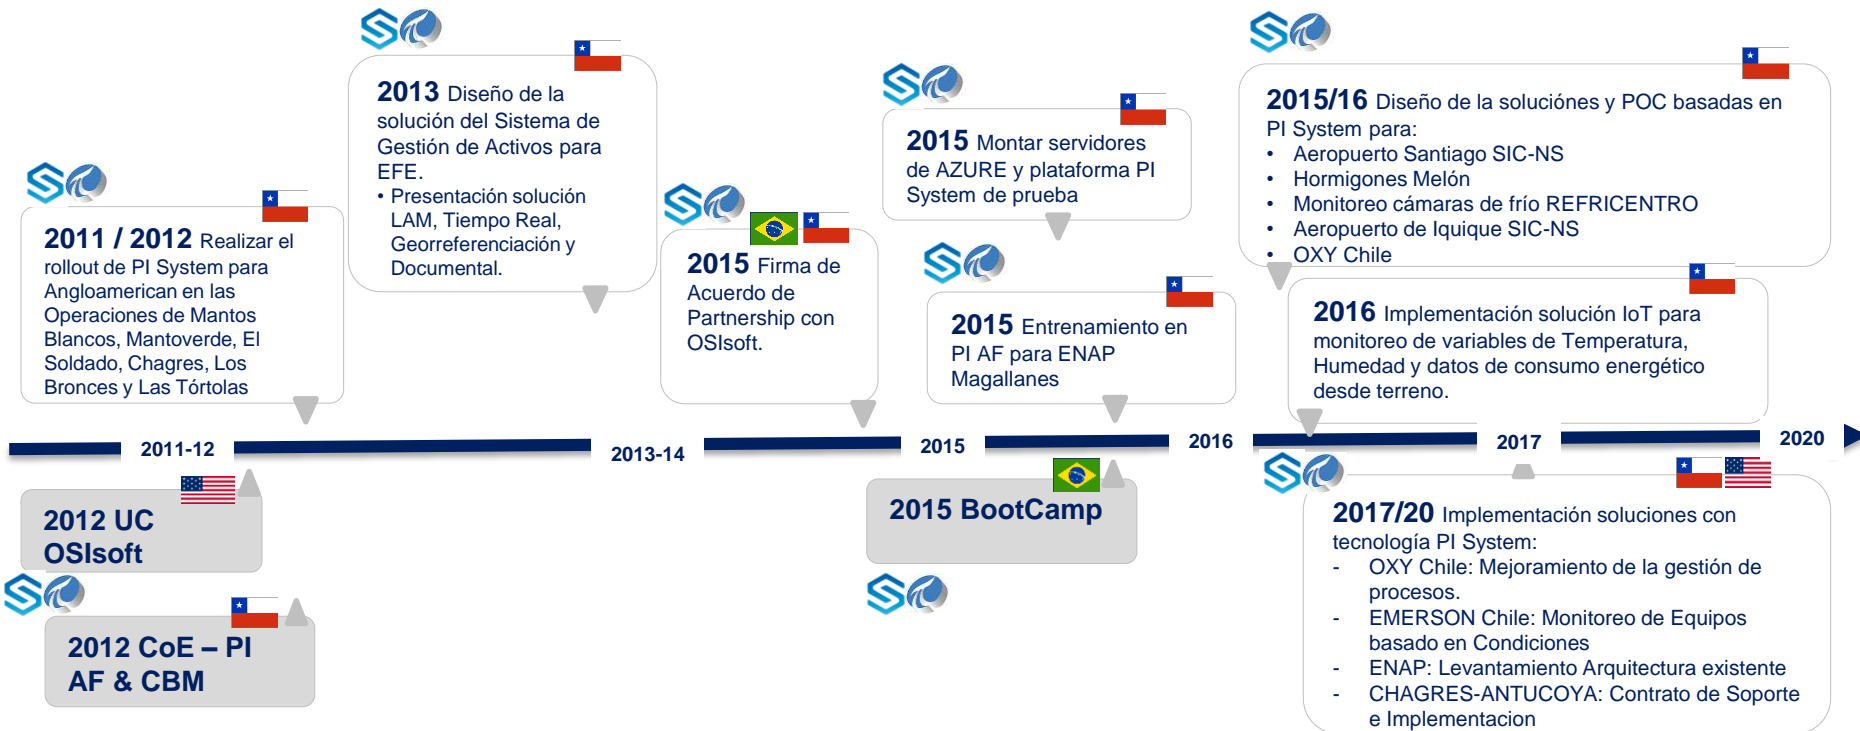 2011 / 2012 Realizar el
rollout de PI System para
Angloamerican en las
Operaciones de Mantos
Blancos, Mantoverde, El
Soldado, Chagres, Los
Bronces y Las Tórtolas
2013 Diseño de la
solución del Sistema de
Gestión de Activos para
EFE.
• Presentación solución
LAM, Tiempo Real,
Georreferenciación y
Documental.
2015 Firma de
Acuerdo de
Partnership con
OSIsoft.
2015 Montar servidores
de AZURE y plataforma PI
System de prueba
2015 Entrenamiento en
PI AF para ENAP
Magallanes
2015/16 Diseño de la soluciónes y POC basadas en
PI System para:
• Aeropuerto Santiago SIC-NS
• Hormigones Melón
• Monitoreo cámaras de frío REFRICENTRO
• Aeropuerto de Iquique SIC-NS
• OXY Chile
2016 Implementación solución IoT para
monitoreo de variables de Temperatura,
Humedad y datos de consumo energético
desde terreno.
2011-12
2013-14
2015
2016
2017
2020
2012 UC
OSIsoft
2012 CoE – PI
AF & CBM
2015 BootCamp
2017/20 Implementación soluciones con
tecnología PI System:
- OXY Chile: Mejoramiento de la gestión de
procesos.
- EMERSON Chile: Monitoreo de Equipos
basado en Condiciones
- ENAP: Levantamiento Arquitectura existente
- CHAGRES-ANTUCOYA: Contrato de Soporte
e Implementacion